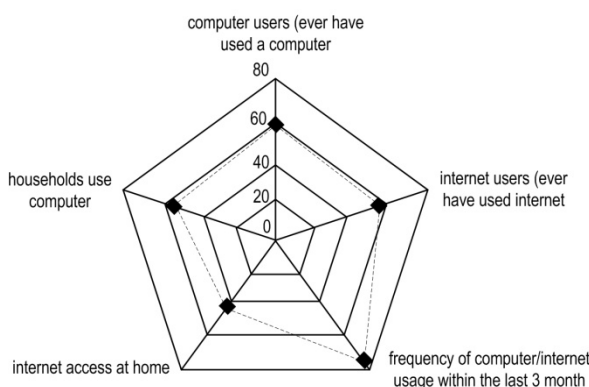 computer users (ever have
used a computer
80
60
40
20
0
households use
computer
internet users (ever
have used internet
internet access at home
frequency of computer/internet
usage within the last 3 month